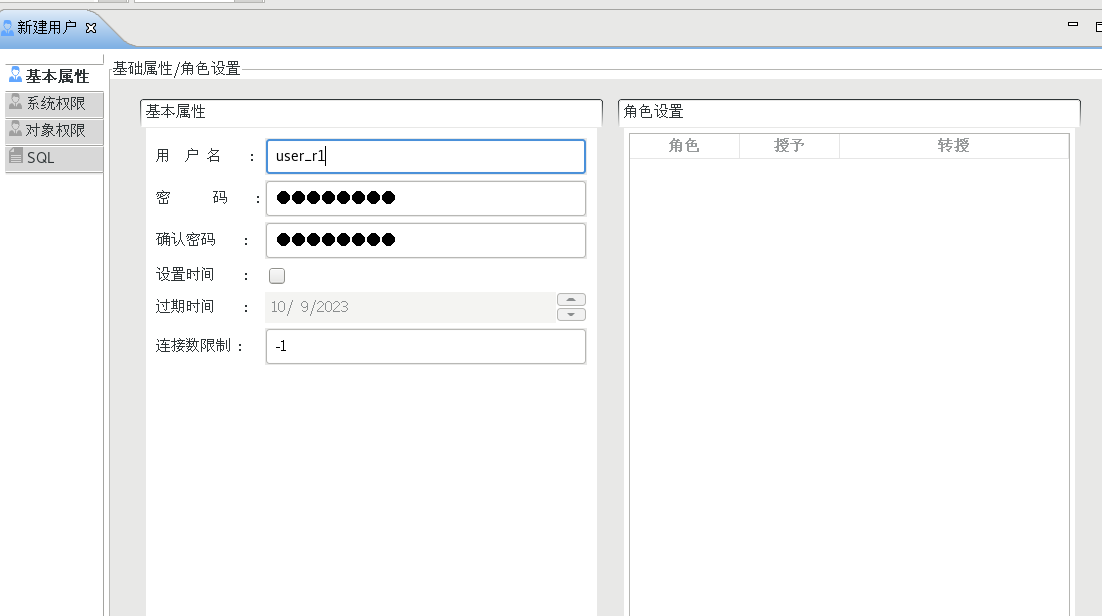 新建用户
基本属性
系统权限
对象权限
SQL
基础属性/角色设置
基本属性
用 户 名 : user_r1
密 码 : ●●●●●●●●
确认密码 : ●●●●●●●●
设置时间 :
过期时间 : 10/ 9/2023
连接数限制 : -1
角色设置
角色 授予 转授